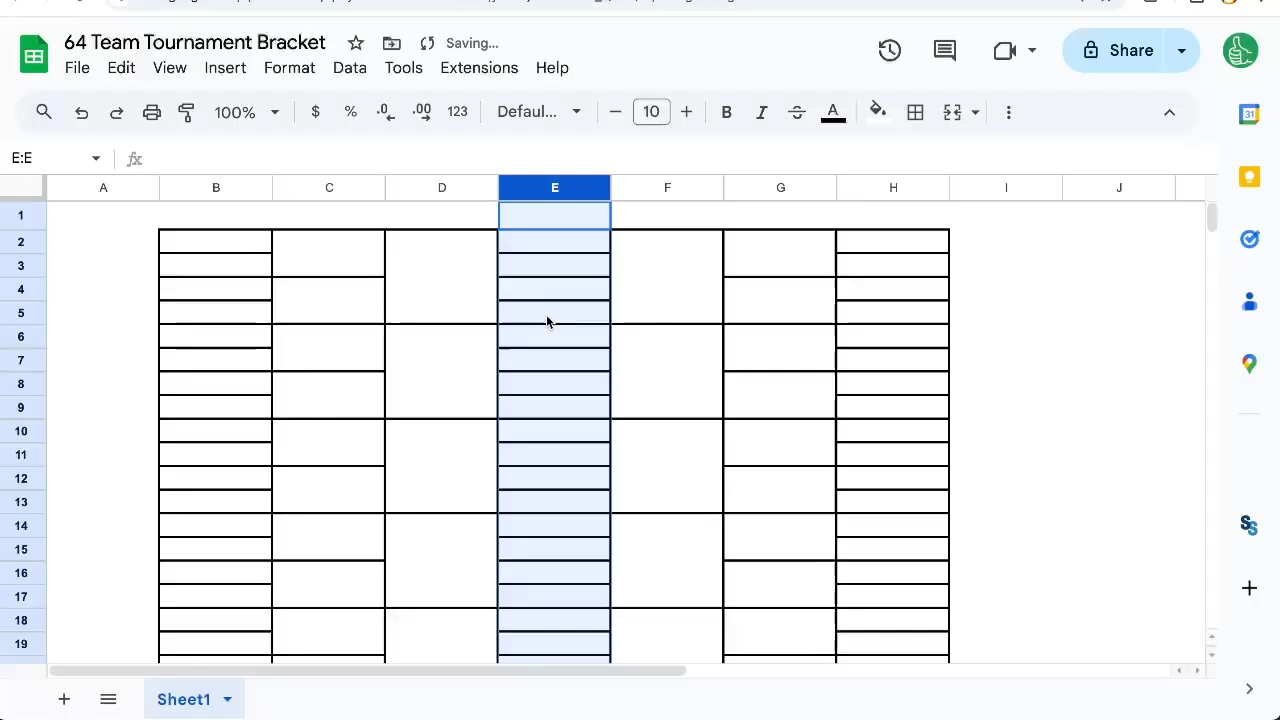 64 Team Tournament Bracket
Saving...
File Edit View Insert Format Data Tools Extensions Help
Share
100% $ % .0 .00 123 Defaul... − 10 + B I S A
E:E fx
A B C D E F G H I J
1
2
3
4
5
6
7
8
9
10
11
12
13
14
15
16
17
18
19
+ Sheet1
31